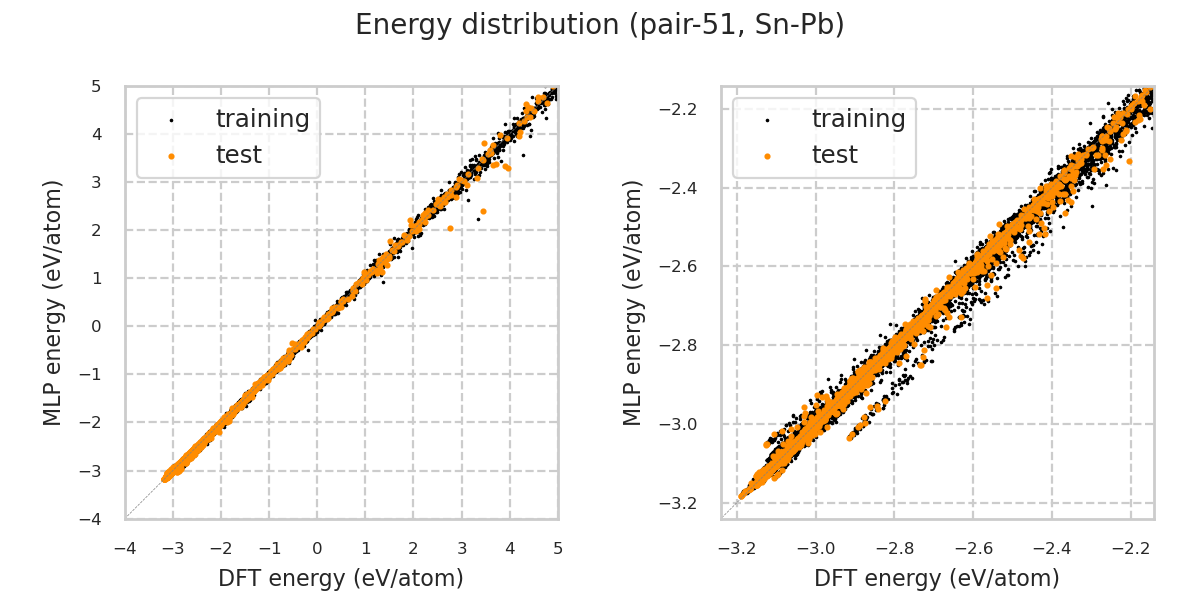 Energy distribution (pair-51, Sn-Pb)
MLP energy (eV/atom)
5
4
3
2
1
0
−1
−2
−3
−4
training
test
−4 −3 −2 −1 0 1 2 3 4 5
DFT energy (eV/atom)
MLP energy (eV/atom)
−2.2
−2.4
−2.6
−2.8
−3.0
−3.2
training
test
−3.2 −3.0 −2.8 −2.6 −2.4 −2.2
DFT energy (eV/atom)